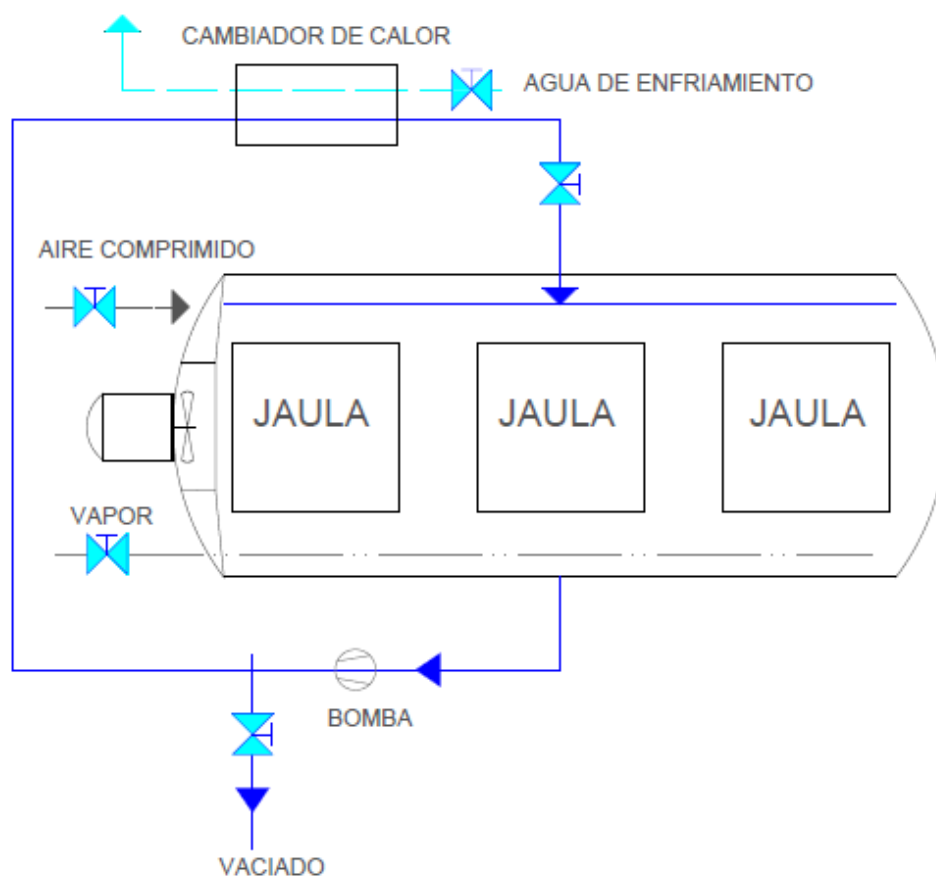 CAMBIADOR DE CALOR
AGUA DE ENFRIAMIENTO
AIRE COMPRIMIDO
JAULA
JAULA
JAULA
VAPOR
BOMBA
VACIADO